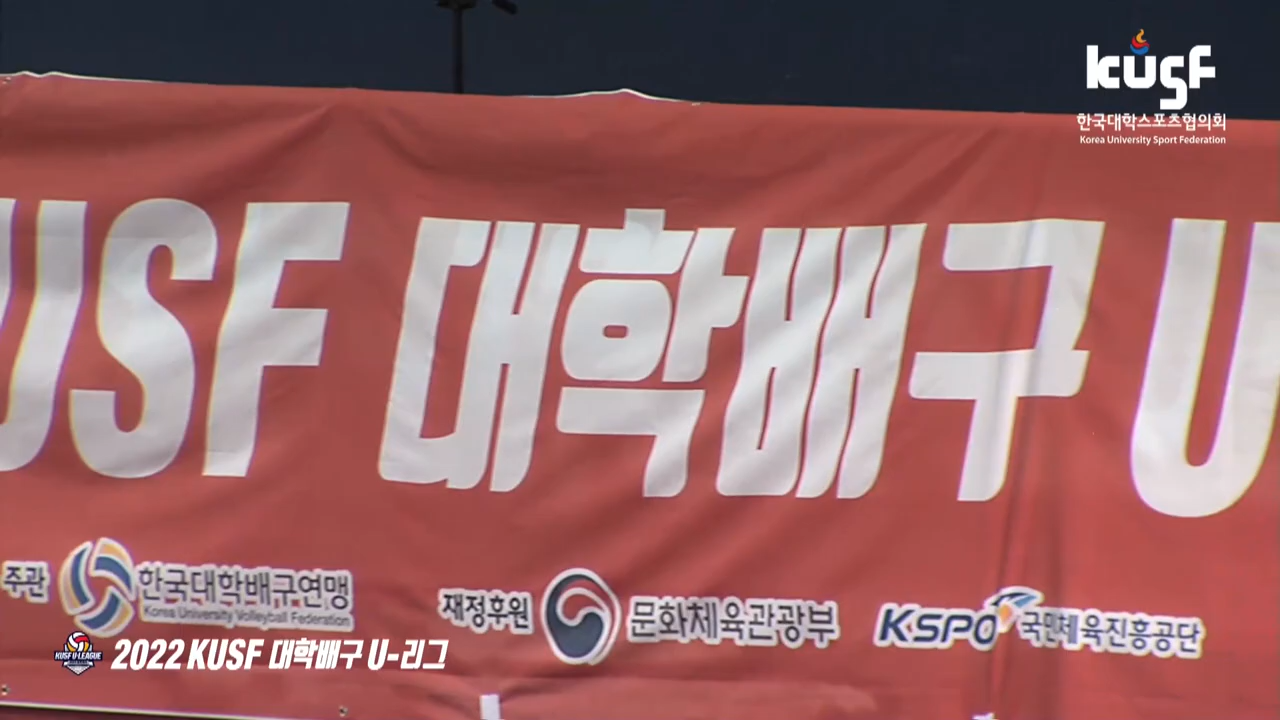 kusf
한국대학스포츠협의회
Korea University Sport Federation
USF 대학배구 U
주관 한국대학배구연맹
Korea University Volleyball Federation
재정후원 문화체육관광부 KSPO 국민체육진흥공단
KUSF U-LEAGUE
2022 KUSF 대학배구 U-리그